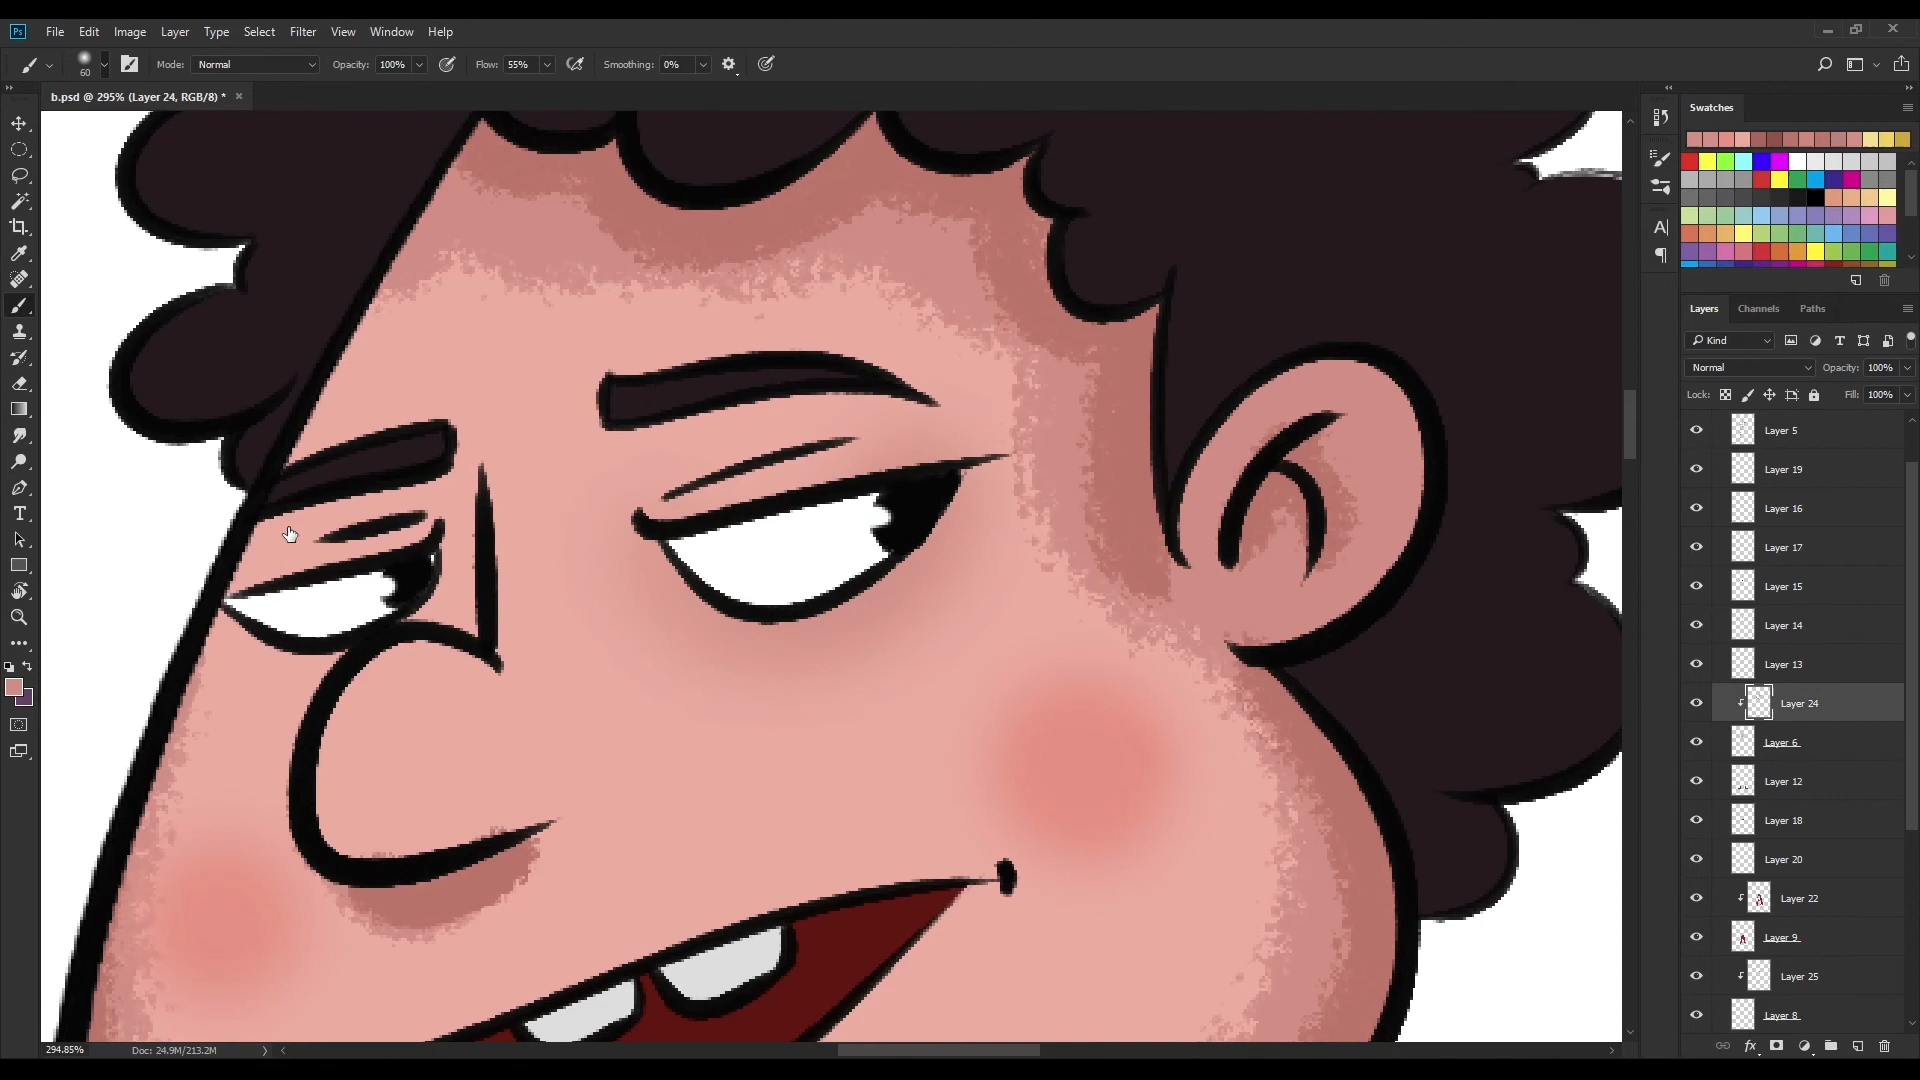 Ps File Edit Image Layer Type Select Filter View Window Help
60 Mode: Normal Opacity: 100% Flow: 55% Smoothing: 0%
b.psd @ 295% (Layer 24, RGB/8) *
Swatches
Layers Channels Paths
Kind
Normal Opacity: 100%
Lock: Fill: 100%
Layer 5
Layer 19
Layer 16
Layer 17
Layer 15
Layer 14
Layer 13
Layer 24
Layer 6
Layer 12
Layer 18
Layer 20
Layer 22
Layer 9
Layer 25
Layer 8
294.85% Doc: 24.9M/213.2M
fx